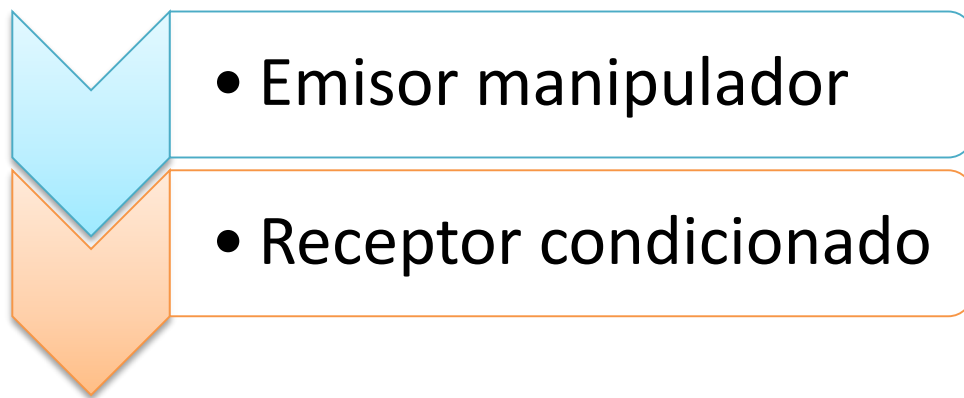 • Emisor manipulador
• Receptor condicionado